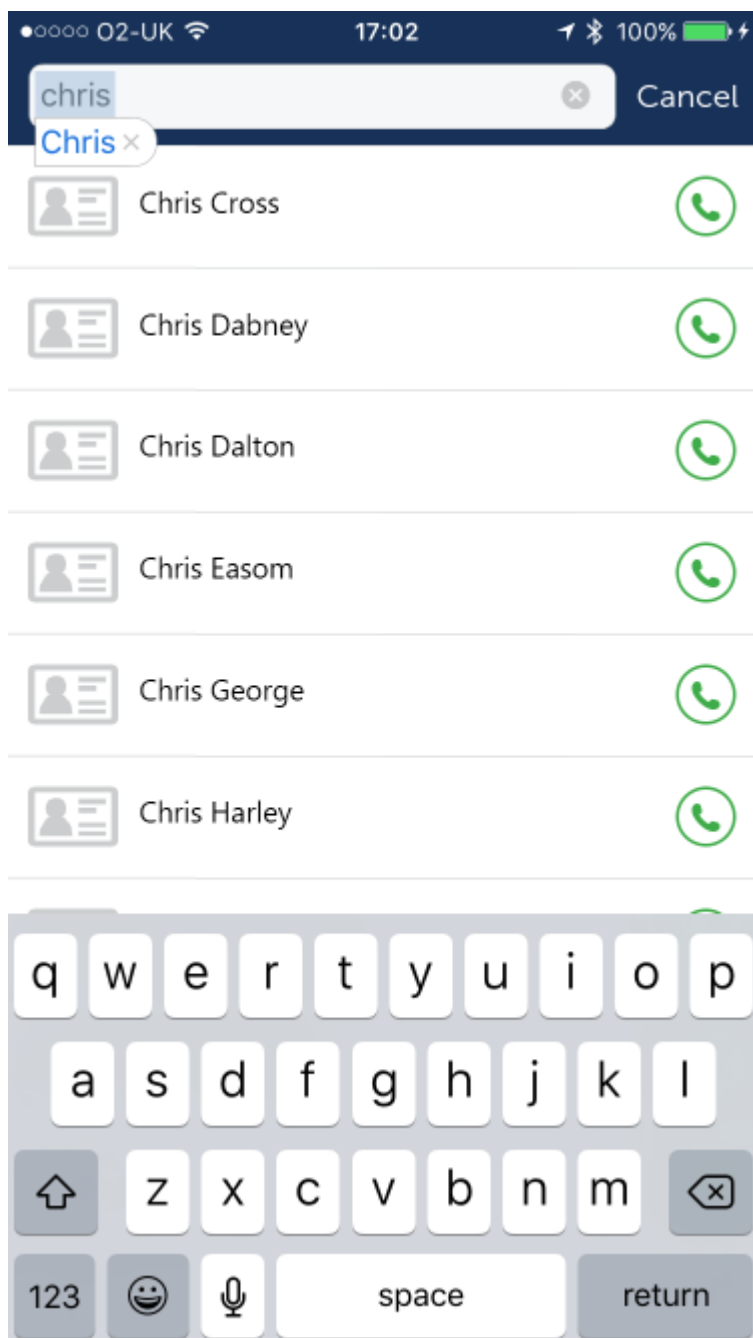 O2-UK 17:02 100%
chris Cancel
Chris
Chris Cross
Chris Dabney
Chris Dalton
Chris Easom
Chris George
Chris Harley
q w e r t y u i o p
a s d f g h j k l
z x c v b n m
123 space return